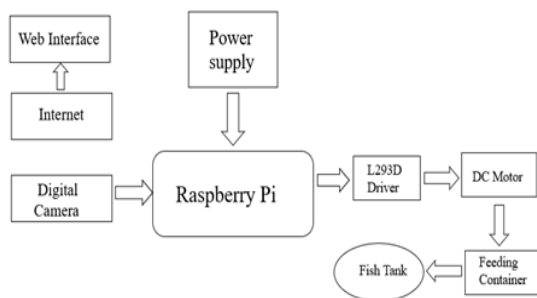 Web Interface
Power
supply
Internet
Digital
Camera
Raspberry Pi
L293D
Driver
DC Motor
Fish Tank
Feeding
Container